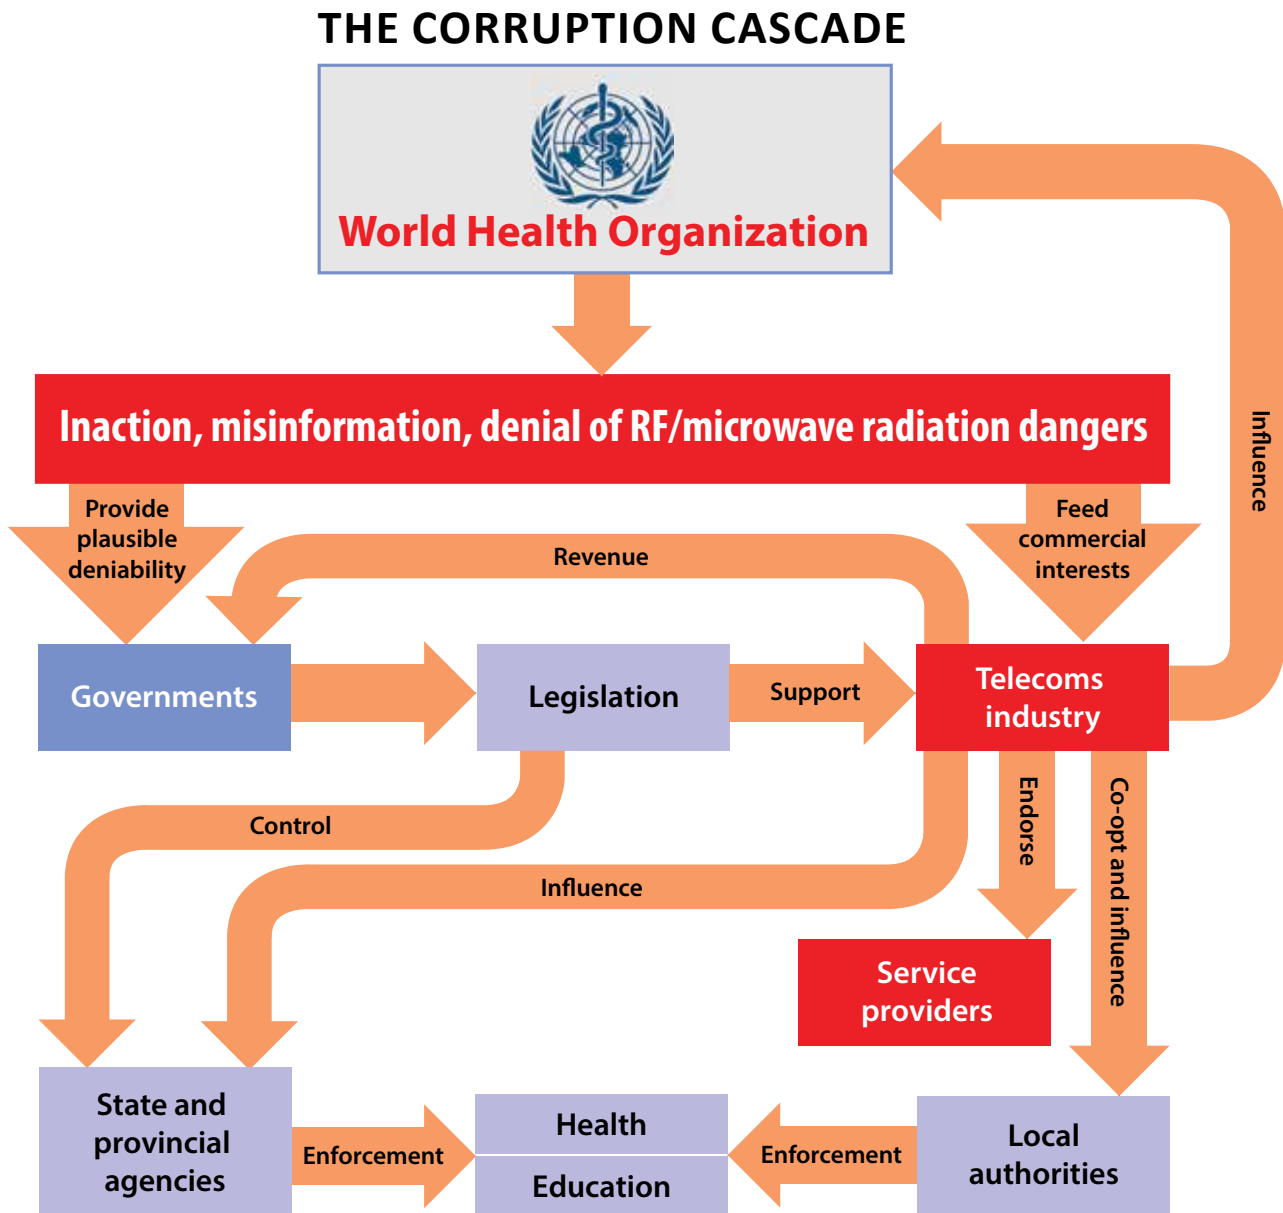 THE CORRUPTION CASCADE
World Health Organization
Inaction, misinformation, denial of RF/microwave radiation dangers
Provide
plausible
deniability
Feed
commercial
interests
Influence
Revenue
Governments
Legislation
Support
Telecoms
industry
Control
Influence
Endorse
Co-opt and influence
Service
providers
State and
provincial
agencies
Enforcement
Health
Education
Enforcement
Local
authorities